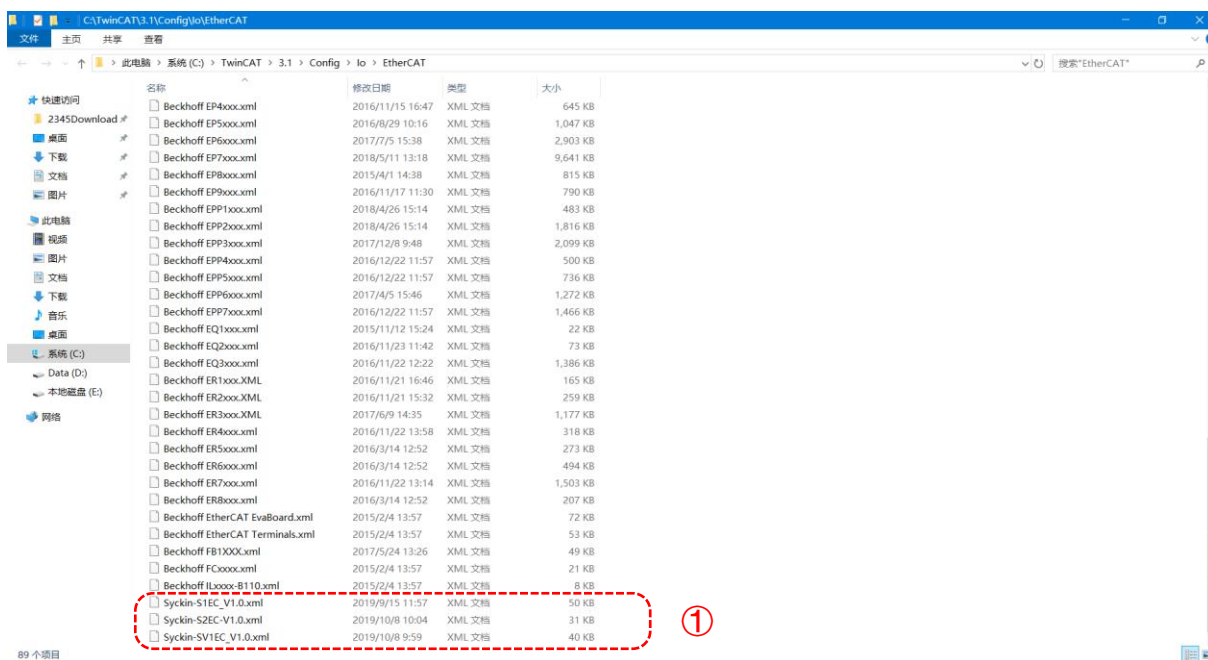 C:\TwinCAT\3.1\Config\Io\EtherCAT
文件 主页 共享 查看
此电脑 > 系统 (C:) > TwinCAT > 3.1 > Config > Io > EtherCAT
搜索"EtherCAT"
快速访问
2345Download
桌面
下载
文档
图片
此电脑
视频
图片
文档
下载
音乐
桌面
系统 (C:)
Data (D:)
本地磁盘 (E:)
网络
名称 修改日期 类型 大小
Beckhoff EP4xxx.xml 2016/11/15 16:47 XML 文档 645 KB
Beckhoff EP5xxx.xml 2016/8/29 10:16 XML 文档 1,047 KB
Beckhoff EP6xxx.xml 2017/7/5 15:38 XML 文档 2,903 KB
Beckhoff EP7xxx.xml 2018/5/11 13:18 XML 文档 9,641 KB
Beckhoff EP8xxx.xml 2015/4/1 14:38 XML 文档 815 KB
Beckhoff EP9xxx.xml 2016/11/17 11:30 XML 文档 790 KB
Beckhoff EPP1xxx.xml 2018/4/26 15:14 XML 文档 483 KB
Beckhoff EPP2xxx.xml 2018/4/26 15:14 XML 文档 1,816 KB
Beckhoff EPP3xxx.xml 2017/12/8 9:48 XML 文档 2,099 KB
Beckhoff EPP4xxx.xml 2016/12/22 11:57 XML 文档 500 KB
Beckhoff EPP5xxx.xml 2016/12/22 11:57 XML 文档 736 KB
Beckhoff EPP6xxx.xml 2017/4/5 15:46 XML 文档 1,272 KB
Beckhoff EPP7xxx.xml 2016/12/22 11:57 XML 文档 1,466 KB
Beckhoff EQ1xxx.xml 2015/11/12 15:24 XML 文档 22 KB
Beckhoff EQ2xxx.xml 2016/11/23 11:42 XML 文档 73 KB
Beckhoff EQ3xxx.xml 2016/11/22 12:22 XML 文档 1,386 KB
Beckhoff ER1xxx.XML 2016/11/21 16:46 XML 文档 165 KB
Beckhoff ER2xxx.XML 2016/11/21 15:32 XML 文档 259 KB
Beckhoff ER3xxx.XML 2017/6/9 14:35 XML 文档 1,177 KB
Beckhoff ER4xxx.xml 2016/11/22 13:58 XML 文档 318 KB
Beckhoff ER5xxx.xml 2016/3/14 12:52 XML 文档 273 KB
Beckhoff ER6xxx.xml 2016/3/14 12:52 XML 文档 494 KB
Beckhoff ER7xxx.xml 2016/11/22 13:14 XML 文档 1,503 KB
Beckhoff ER8xxx.xml 2016/3/14 12:52 XML 文档 207 KB
Beckhoff EtherCAT EvaBoard.xml 2015/2/4 13:57 XML 文档 72 KB
Beckhoff EtherCAT Terminals.xml 2015/2/4 13:57 XML 文档 53 KB
Beckhoff FB1XXX.xml 2017/5/24 13:26 XML 文档 49 KB
Beckhoff FCxxxx.xml 2015/2/4 13:57 XML 文档 21 KB
Beckhoff ILxxxx-B110.xml 2015/2/4 13:57 XML 文档 8 KB
Syckin-S1EC_V1.0.xml 2019/9/15 11:57 XML 文档 50 KB
Syckin-S2EC-V1.0.xml 2019/10/8 10:04 XML 文档 31 KB
Syckin-SV1EC_V1.0.xml 2019/10/8 9:59 XML 文档 40 KB
①
89 个项目